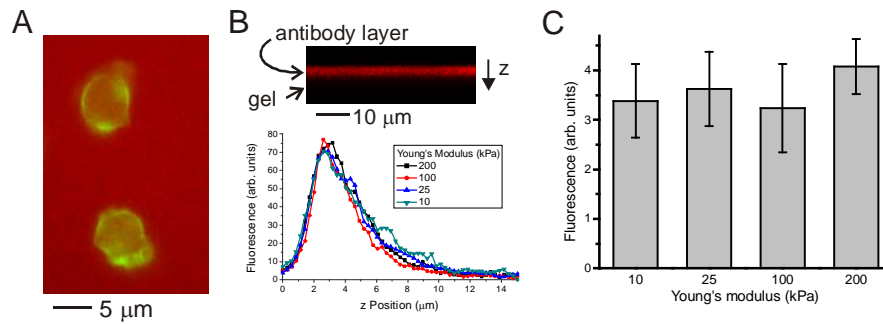 A
5 μm
B
antibody layer
gel
z
10 μm
Fluorescence (arb. units)
80
70
60
50
40
30
20
10
0
Young's Modulus (kPa)
200
100
25
10
0 2 4 6 8 10 12 14
z Position (μm)
C
Fluorescence (arb. units)
4
3
2
1
0
10 25 100 200
Young's modulus (kPa)